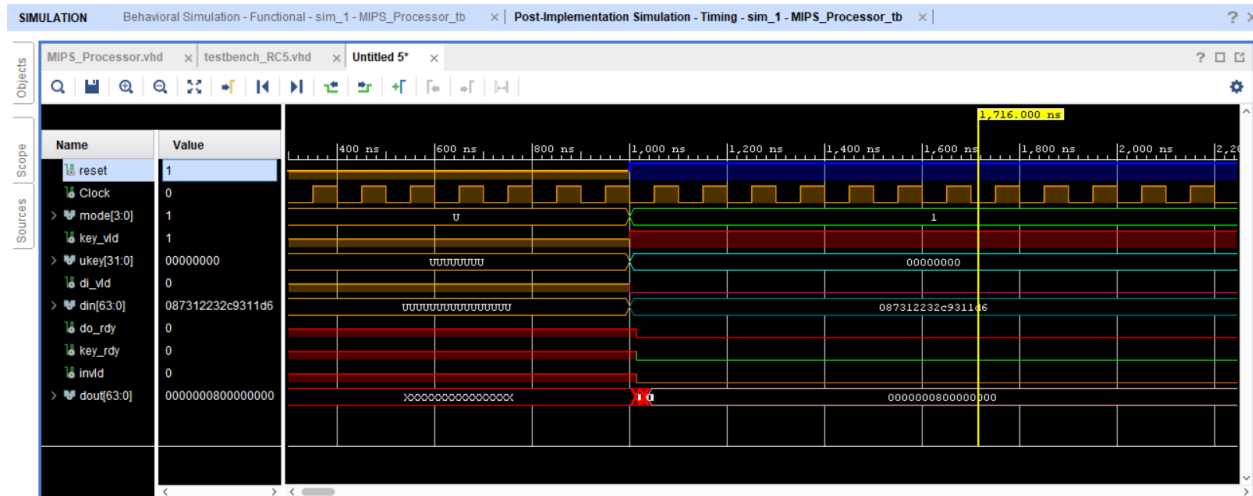 SIMULATION Behavioral Simulation - Functional - sim_1 - MIPS_Processor_tb × Post-Implementation Simulation - Timing - sim_1 - MIPS_Processor_tb × ? ×
MIPS_Processor.vhd × testbench_RC5.vhd × Untitled 5* × ?
Objects
Scope
Sources
1,716.000 ns
Name Value 400 ns 600 ns 800 ns 1,000 ns 1,200 ns 1,400 ns 1,600 ns 1,800 ns 2,000 ns 2,20
reset 1
Clock 0
> mode[3:0] 1 U 1
key_vld 1
> ukey[31:0] 00000000 UUUUUUUU 00000000
di_vld 0
> din[63:0] 087312232c9311d6 UUUUUUUUUUUUUUUU 087312232c9311d6
do_rdy 0
key_rdy 0
invld 0
> dout[63:0] 0000000800000000 XXXXXXXXXXXXXXXX 0000000800000000